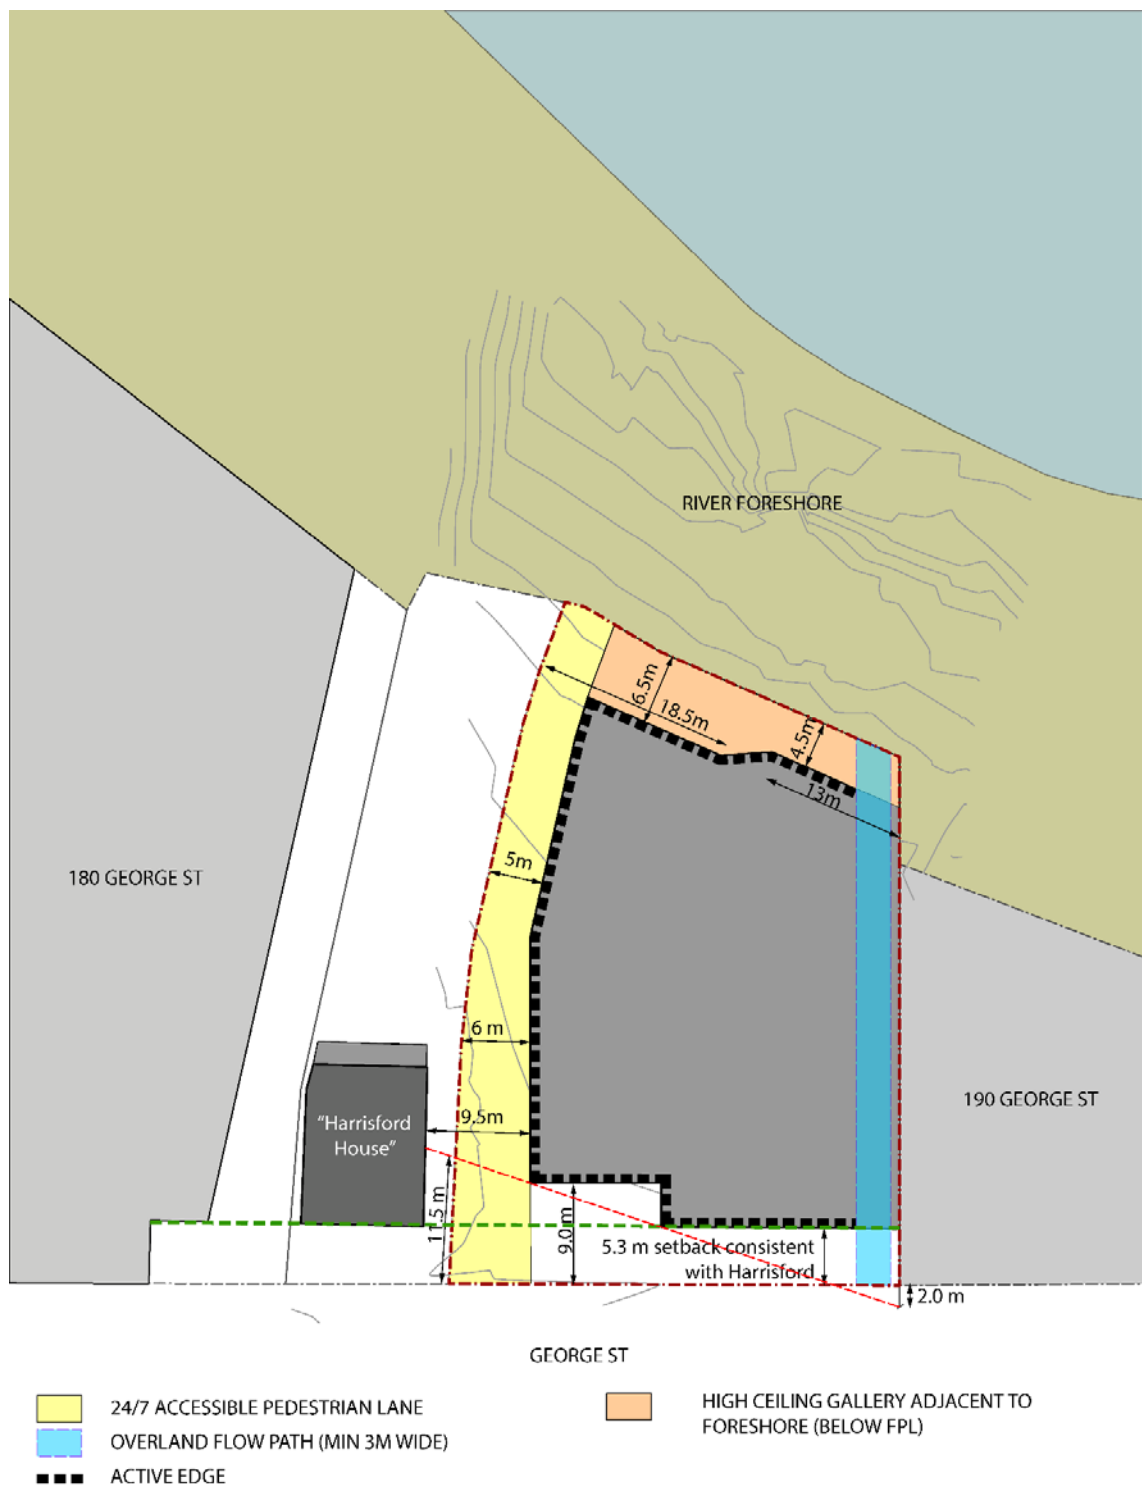 RIVER FORESHORE
6.5m
18.5m
4.5m
13m
5m
180 GEORGE ST
6 m
9.5m
190 GEORGE ST
"Harrisford
House"
11.5 m
9.0 m
5.3 m setback consistent
with Harrisford
2.0 m
GEORGE ST
24/7 ACCESSIBLE PEDESTRIAN LANE
OVERLAND FLOW PATH (MIN 3M WIDE)
ACTIVE EDGE
HIGH CEILING GALLERY ADJACENT TO
FORESHORE (BELOW FPL)